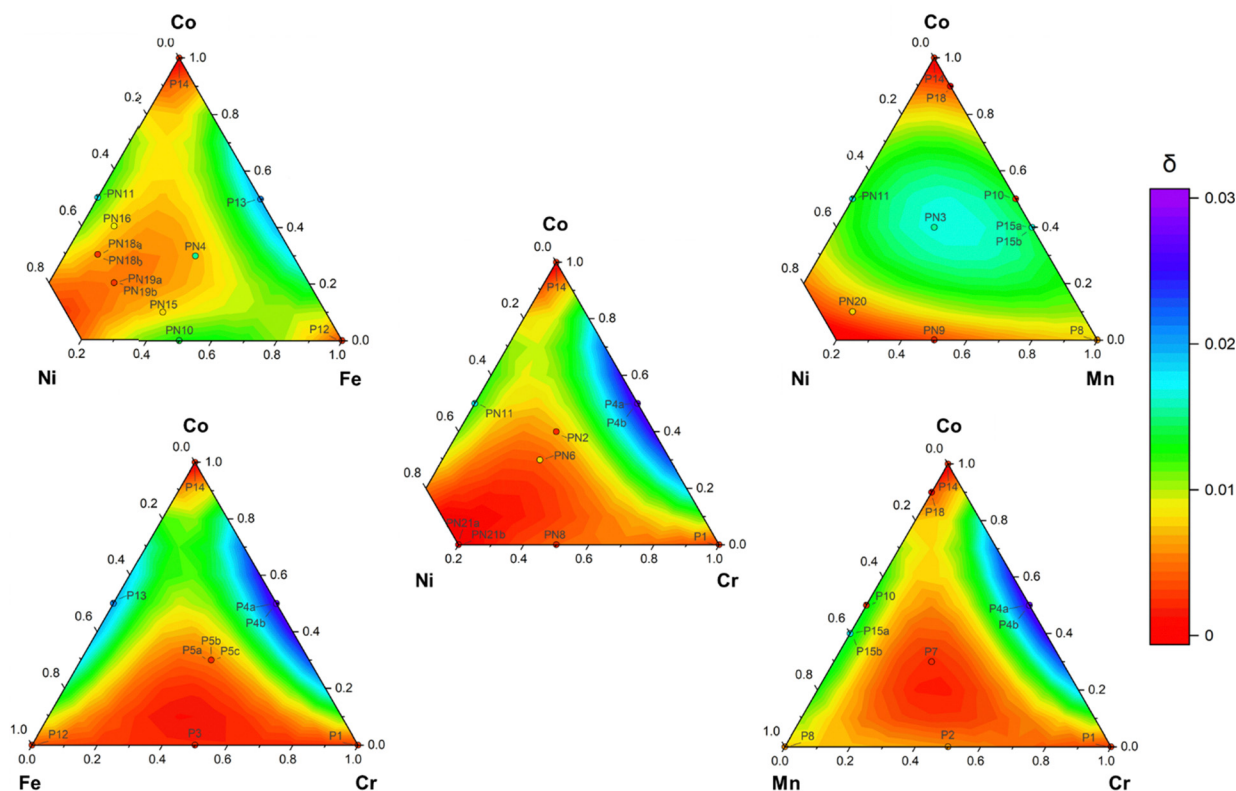 Co
0.0
1.0
P14
0.2
0.8
0.4
0.6
PN11
P13
0.6
PN16
0.4
PN18a
PN4
PN18b
0.8
PN19a
0.2
PN19b
PN15
PN10
P12
0.0
0.2
0.4
0.6
0.8
1.0
Ni
Fe
Co
0.0
1.0
P14
P18
0.2
0.8
0.4
0.6
PN11
P10
0.6
PN3
P15a
0.4
P15b
0.8
0.2
PN20
PN9
P8
0.0
0.2
0.4
0.6
0.8
1.0
Ni
Mn
Co
0.0
1.0
P14
0.2
0.8
0.4
0.6
PN11
P4a
P4b
0.6
PN2
0.4
PN6
0.8
0.2
PN21a
PN21b
PN8
P1
0.0
0.2
0.4
0.6
0.8
1.0
Ni
Cr
δ
0.03
0.02
0.01
0
Co
0.0
1.0
P14
0.2
0.8
0.4
0.6
P13
P4a
0.6
P4b
0.4
P5b
P5a
P5c
0.8
0.2
1.0
P12
P3
P1
0.0
0.0
0.2
0.4
0.6
0.8
1.0
Fe
Cr
Co
0.0
1.0
P14
P18
0.2
0.8
0.4
0.6
P10
P4a
0.6
P15a
P4b
0.4
P15b
P7
0.8
0.2
1.0
P8
P2
P1
0.0
0.0
0.2
0.4
0.6
0.8
1.0
Mn
Cr